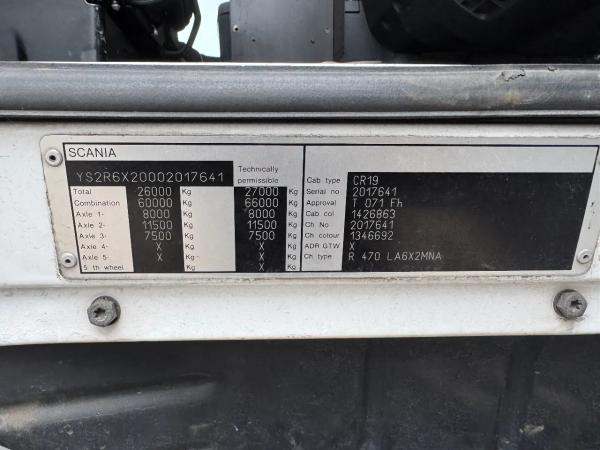 SCANIA
YS2R6X20002017641 Technically permissible
Total 26000 Kg 27000 Kg
Combination 60000 Kg 66000 Kg
Axle 1- 8000 Kg 8000 Kg
Axle 2- 11500 Kg 11500 Kg
Axle 3- 7500 Kg 7500 Kg
Axle 4- X Kg X Kg
Axle 5- X Kg- X Kg
5 th wheel X Kg X Kg
Cab type CR19
Serial no 2017641
Approval T 071 Fh
Cab col 1426863
Ch No 2017641
Ch colour 1346692
ADR GTW X
Ch type R 470 LA6X2MNA